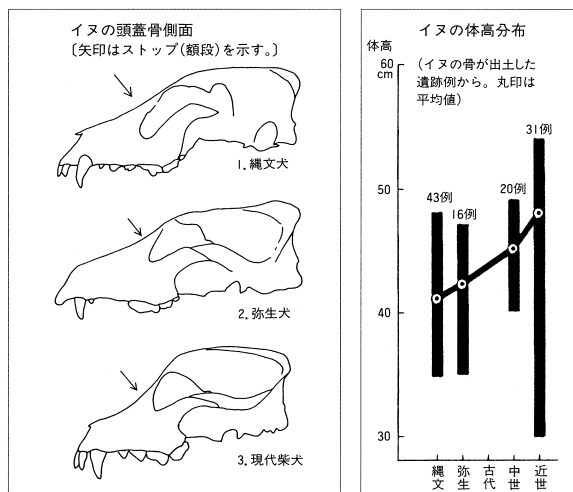 イヌの頭蓋骨側面
〔矢印はストップ(額段)を示す。〕
1.縄文犬
2.弥生犬
3.現代柴犬
イヌの体高分布
体高
60
cm
(イヌの骨が出土した
遺跡例から。丸印は
平均値)
31例
50
43例
16例
20例
40
30
縄文
弥生
古代
中世
近世